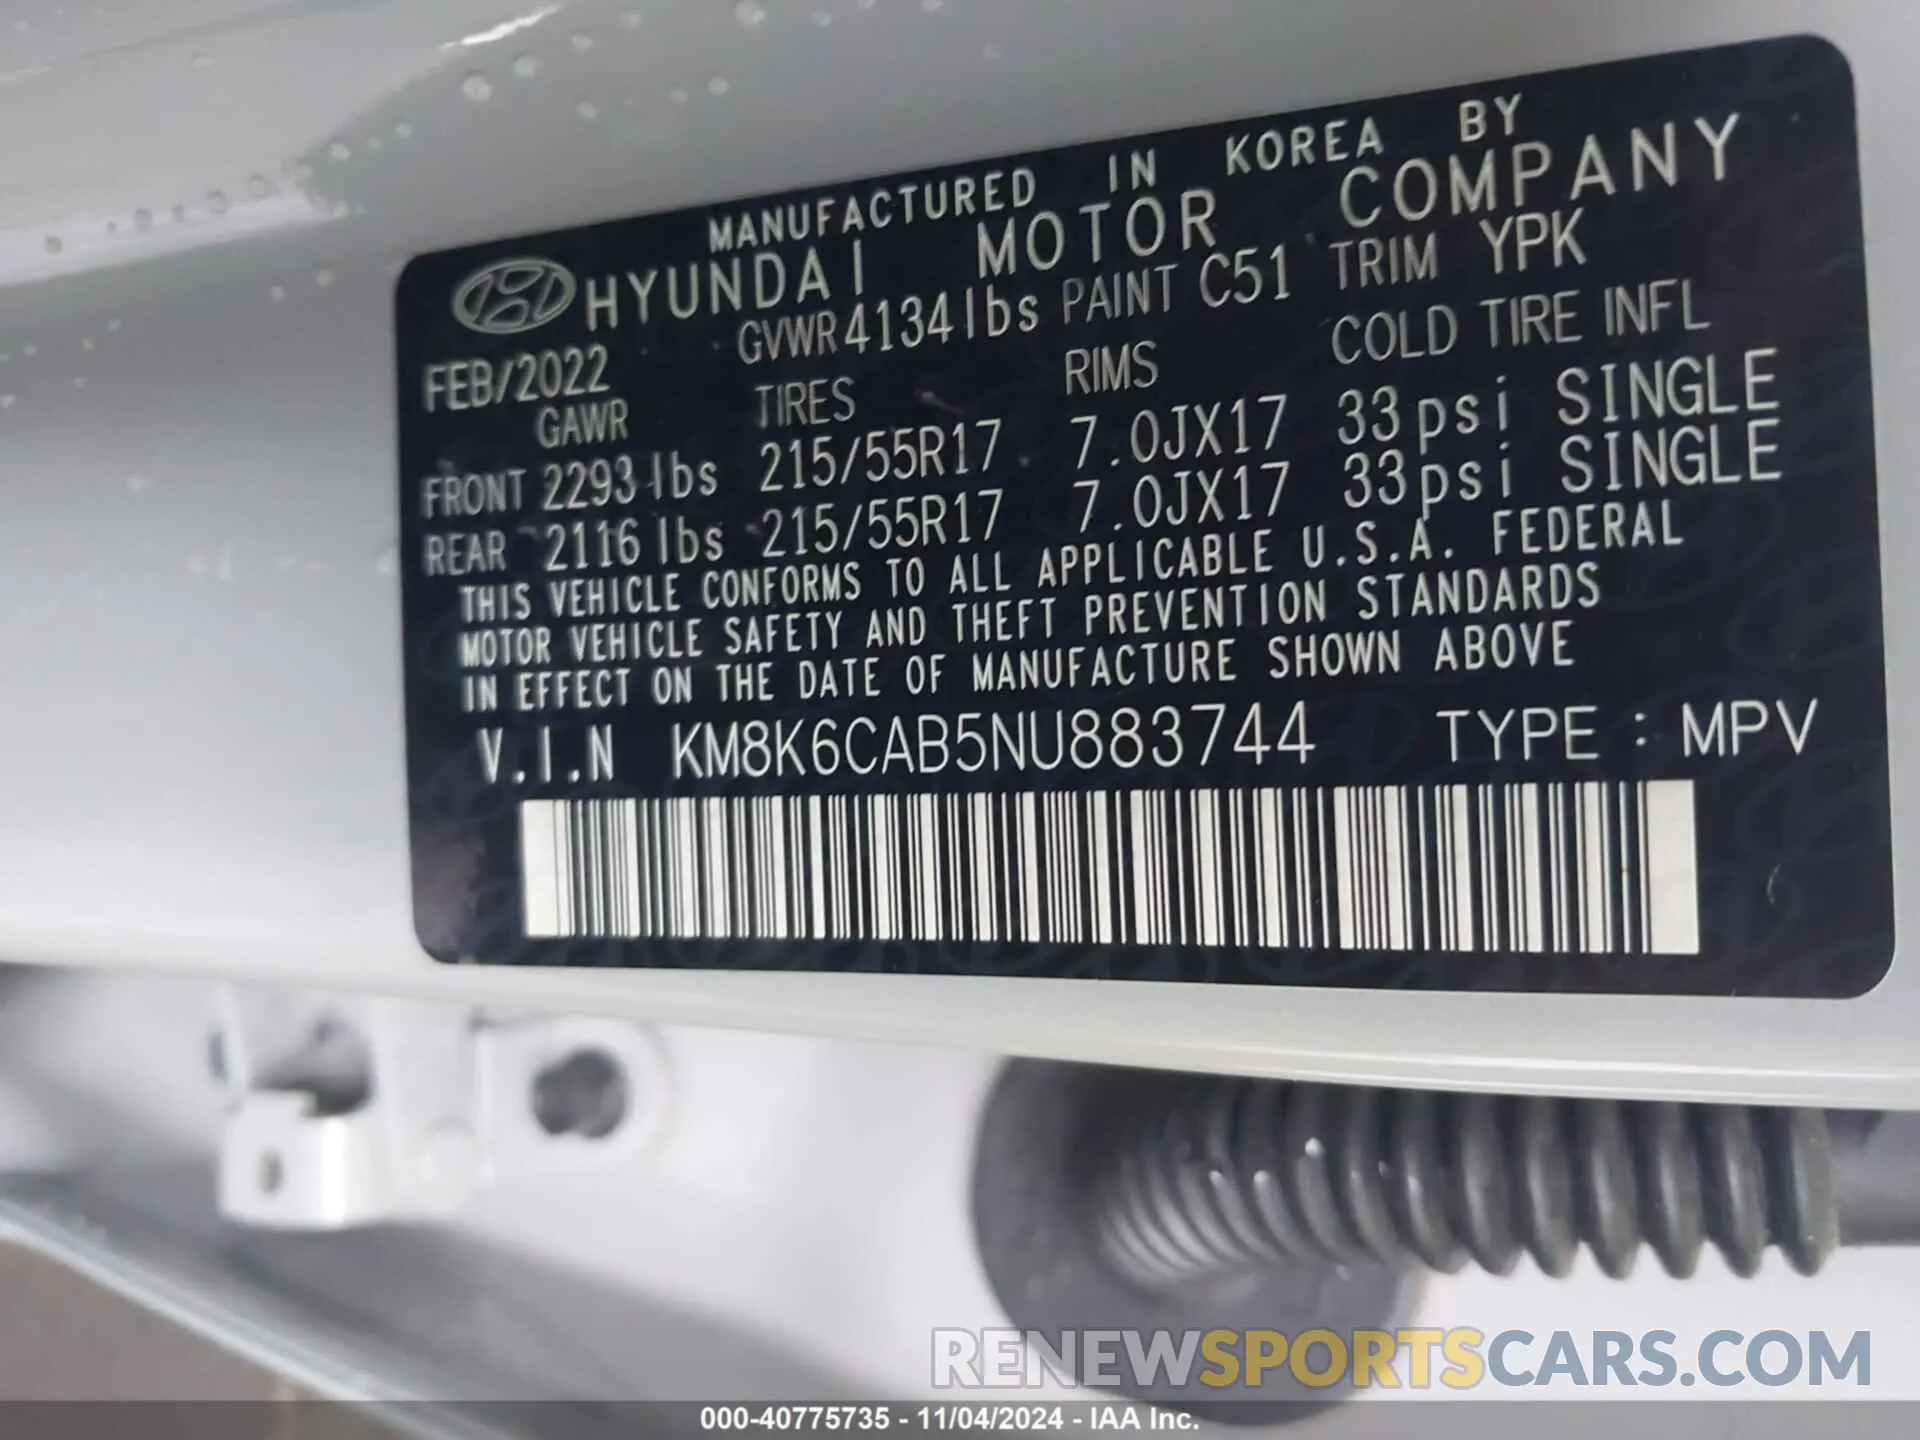 MANUFACTURED IN KOREA BY
HYUNDAI MOTOR COMPANY
FEB/2022 GVWR 4134 lbs PAINT C51 TRIM YPK
GAWR TIRES RIMS COLD TIRE INFL
FRONT 2293 lbs 215/55R17 7.0JX17 33psi SINGLE
REAR 2116 lbs 215/55R17 7.0JX17 33psi SINGLE
THIS VEHICLE CONFORMS TO ALL APPLICABLE U.S.A. FEDERAL
MOTOR VEHICLE SAFETY AND THEFT PREVENTION STANDARDS
IN EFFECT ON THE DATE OF MANUFACTURE SHOWN ABOVE
V.I.N KM8K6CAB5NU883744 TYPE : MPV
RENEWSPORTSCARS.COM
000-40775735 - 11/04/2024 - IAA Inc.